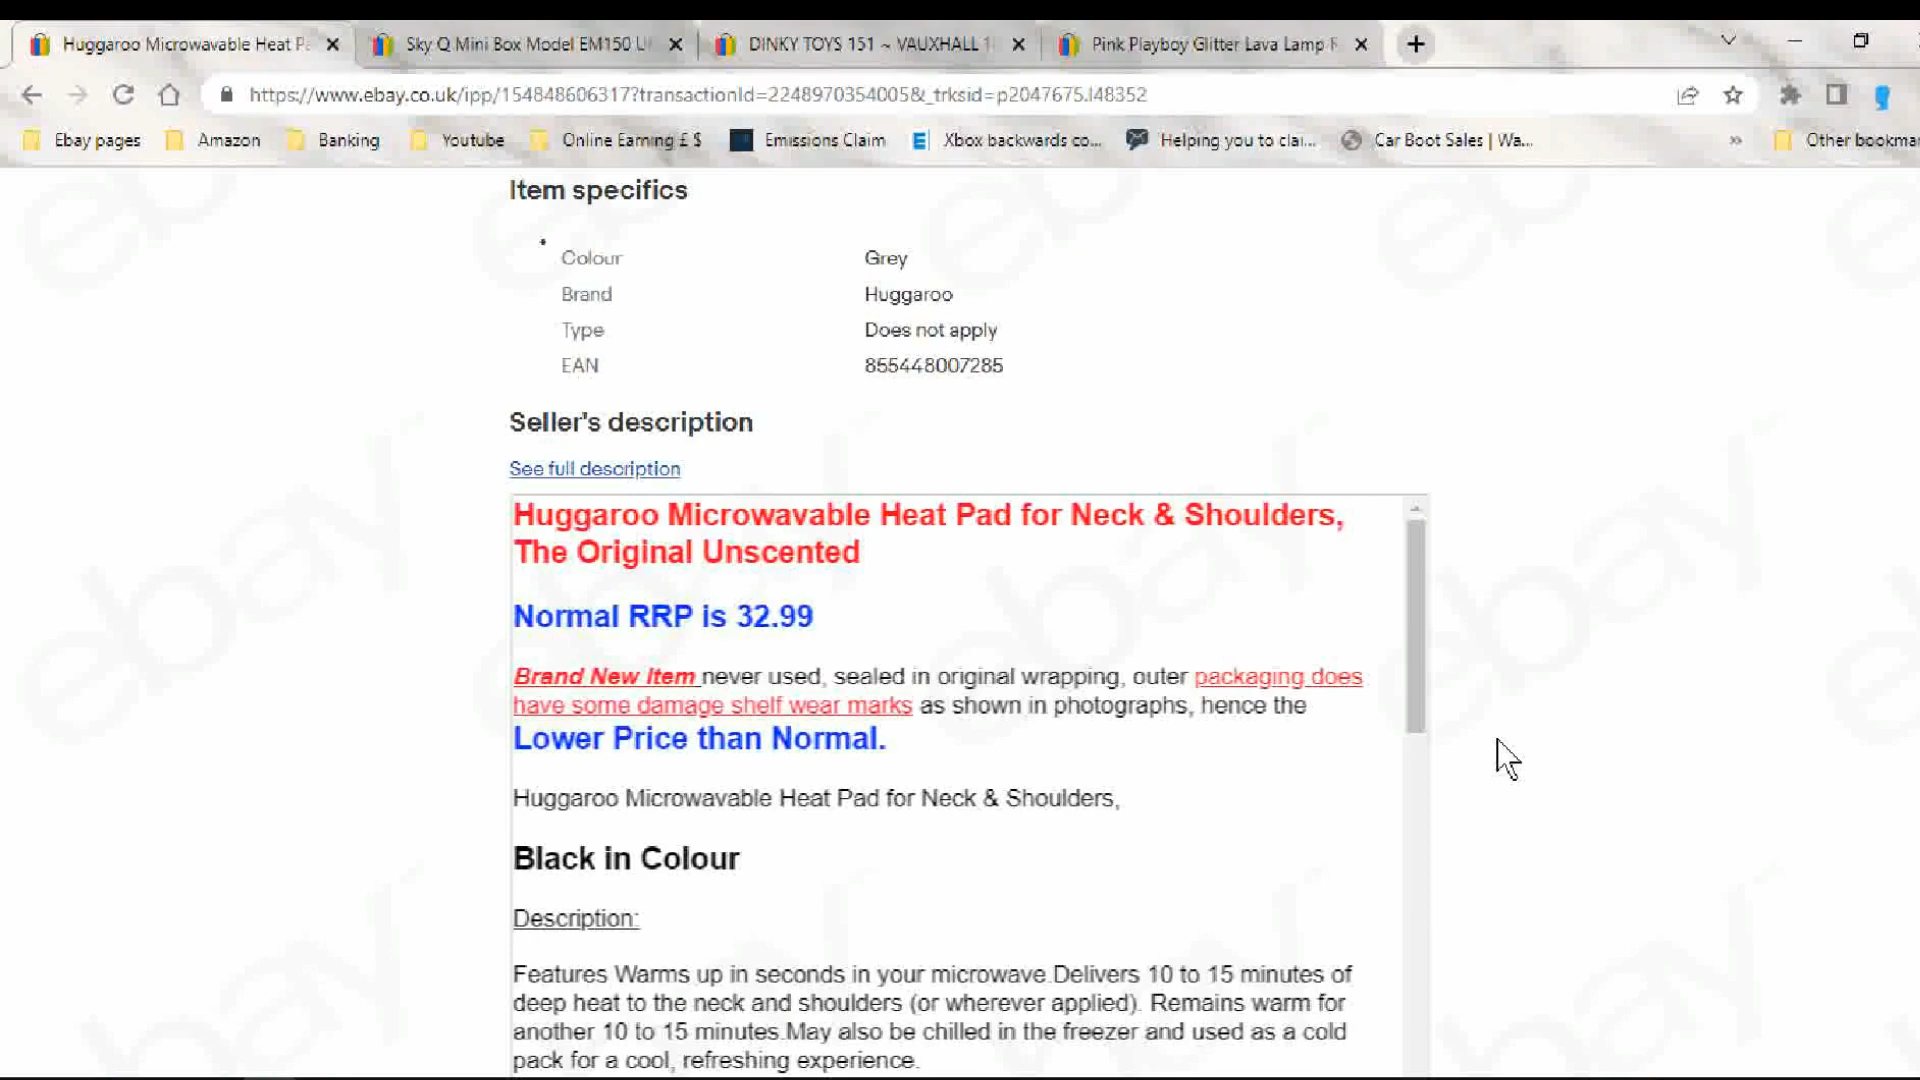 Huggaroo Microwavable Heat P
Sky Q Mini Box Model EM150 U
DINKY TOYS 151 ~ VAUXHALL 1
Pink Playboy Glitter Lava Lamp F
https://www.ebay.co.uk/ipp/154848606317?transactionId=2248970354005&_trksid=p2047675.l48352
Ebay pages
Amazon
Banking
Youtube
Online Earning £ $
Emissions Claim
Xbox backwards co...
Helping you to clai...
Car Boot Sales | Wa...
»
Other bookma
Item specifics
Colour Grey
Brand Huggaroo
Type Does not apply
EAN 855448007285
Seller's description
See full description
Huggaroo Microwavable Heat Pad for Neck & Shoulders,
The Original Unscented
Normal RRP is 32.99
Brand New Item never used, sealed in original wrapping, outer packaging does
have some damage shelf wear marks as shown in photographs, hence the
Lower Price than Normal.
Huggaroo Microwavable Heat Pad for Neck & Shoulders,
Black in Colour
Description:
Features Warms up in seconds in your microwave.Delivers 10 to 15 minutes of
deep heat to the neck and shoulders (or wherever applied). Remains warm for
another 10 to 15 minutes.May also be chilled in the freezer and used as a cold
pack for a cool, refreshing experience.